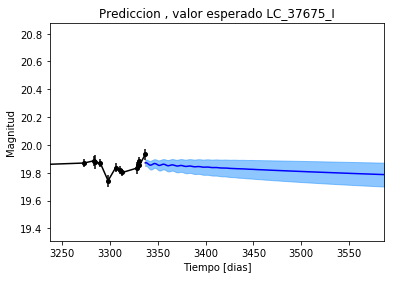 Prediccion , valor esperado LC_37675_I
20.8
20.6
20.4
20.2
20.0
19.8
19.6
19.4
Magnitud
3250 3300 3350 3400 3450 3500 3550
Tiempo [dias]